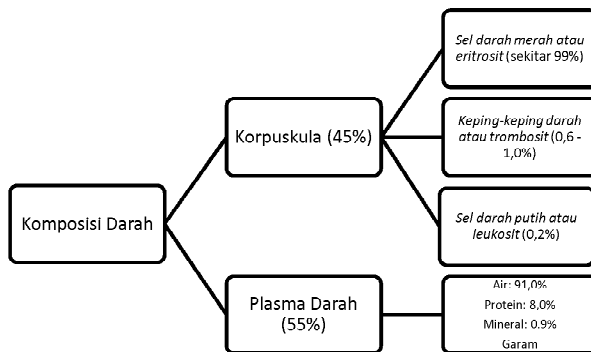 Komposisi Darah
Korpuskula (45%)
Sel darah merah atau
eritrosit (sekitar 99%)
Keping-keping darah
atau trombosit (0,6 -
1,0%)
Sel darah putih atau
leukosit (0,2%)
Plasma Darah
(55%)
Air: 91,0%
Protein: 8,0%
Mineral: 0.9%
Garam